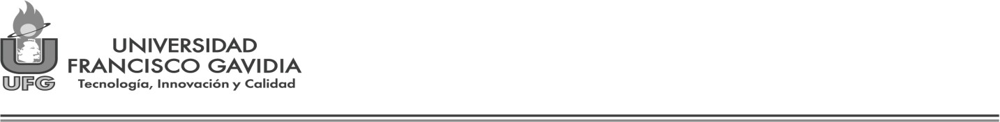 UNIVERSIDAD
FRANCISCO GAVIDIA
Tecnología, Innovación y Calidad
UFG